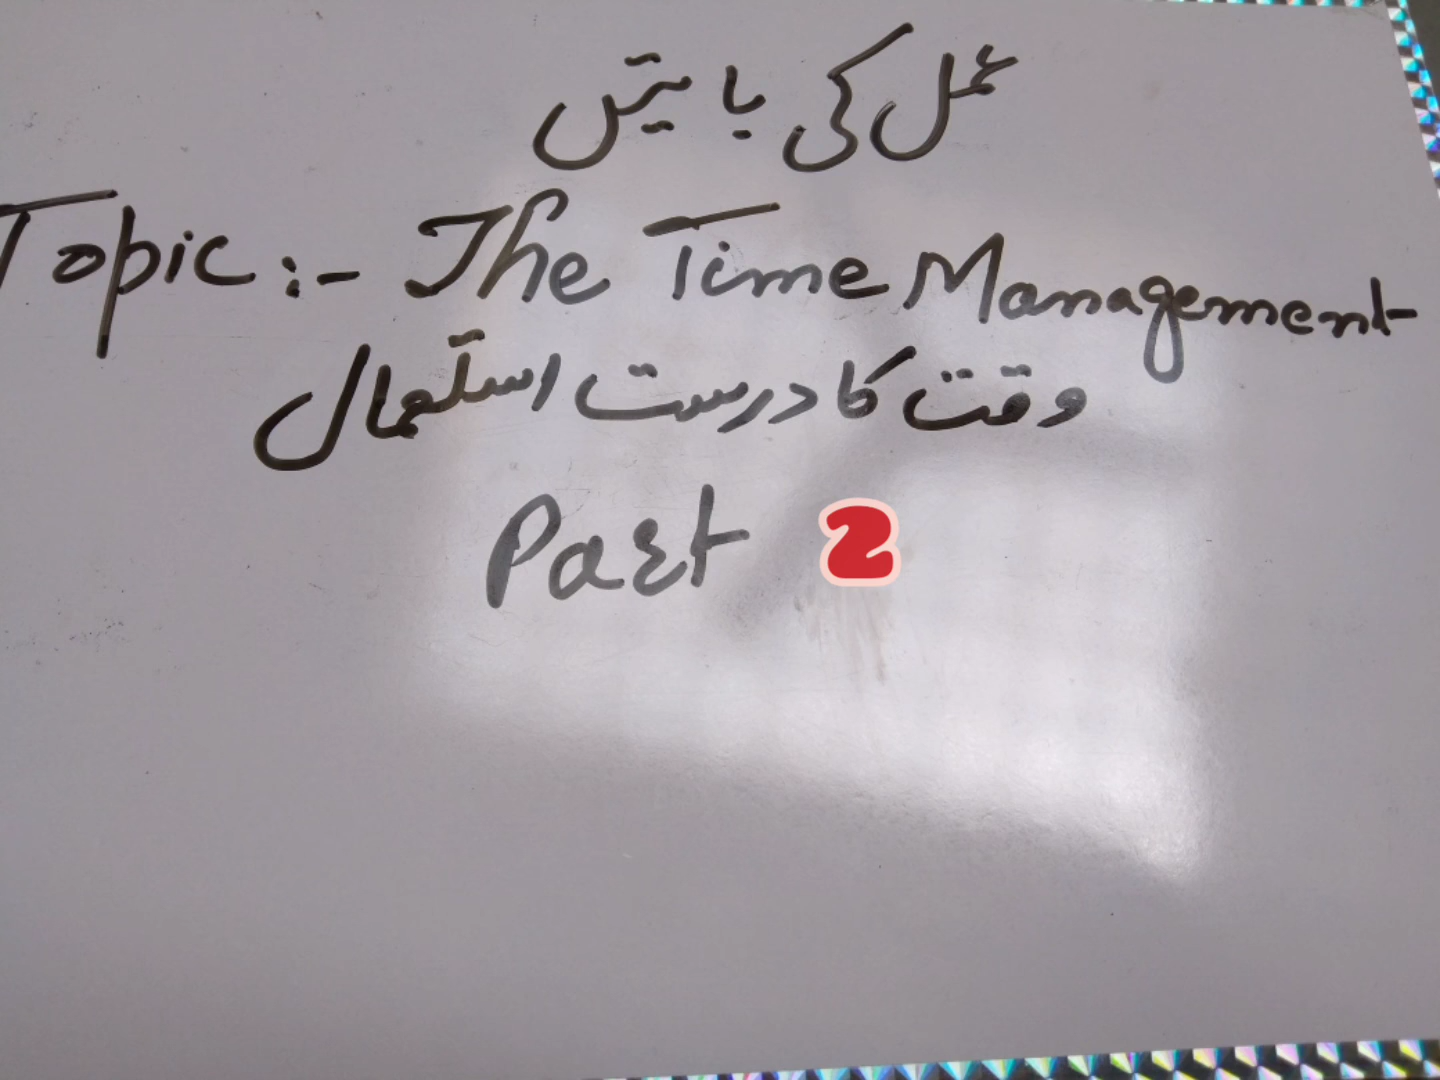 عمل کی باتیں
Topic :- The Time Management
وقت کا درست استعمال
Part 2